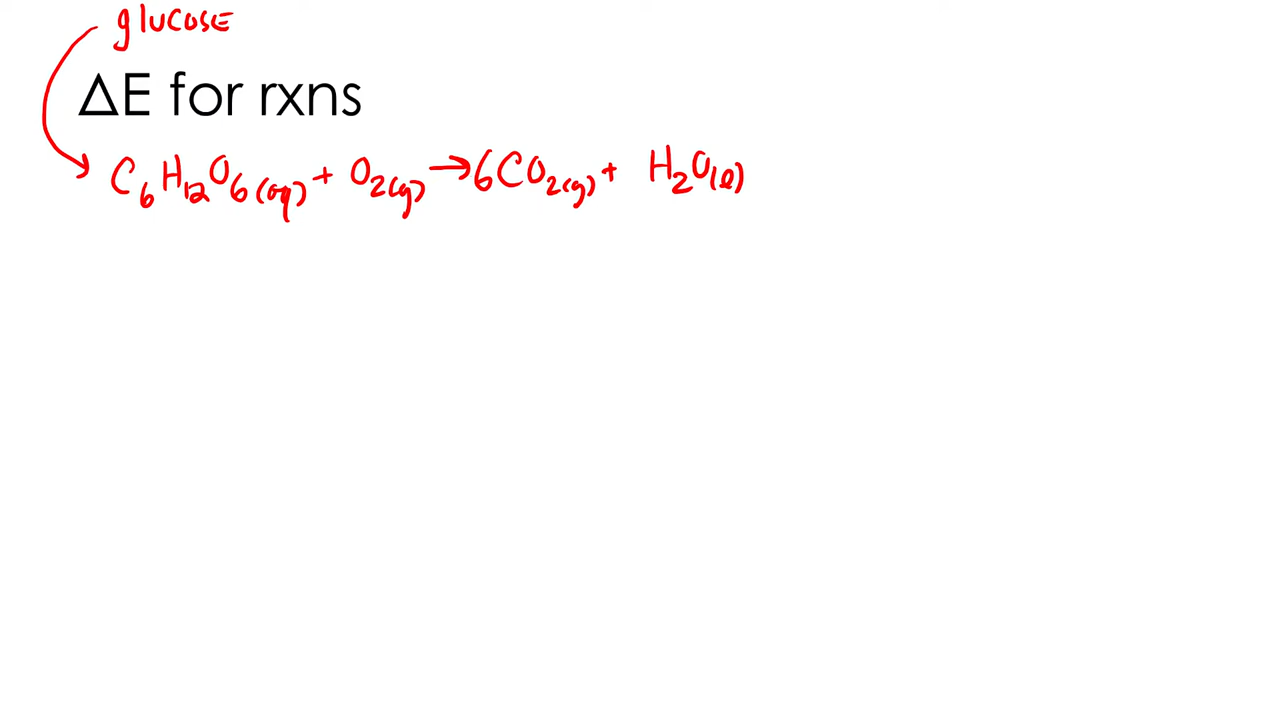 glucose
ΔE for rxns
C₆H₁₂O₆(aq) + O₂(g) → 6CO₂(g) + H₂O(l)